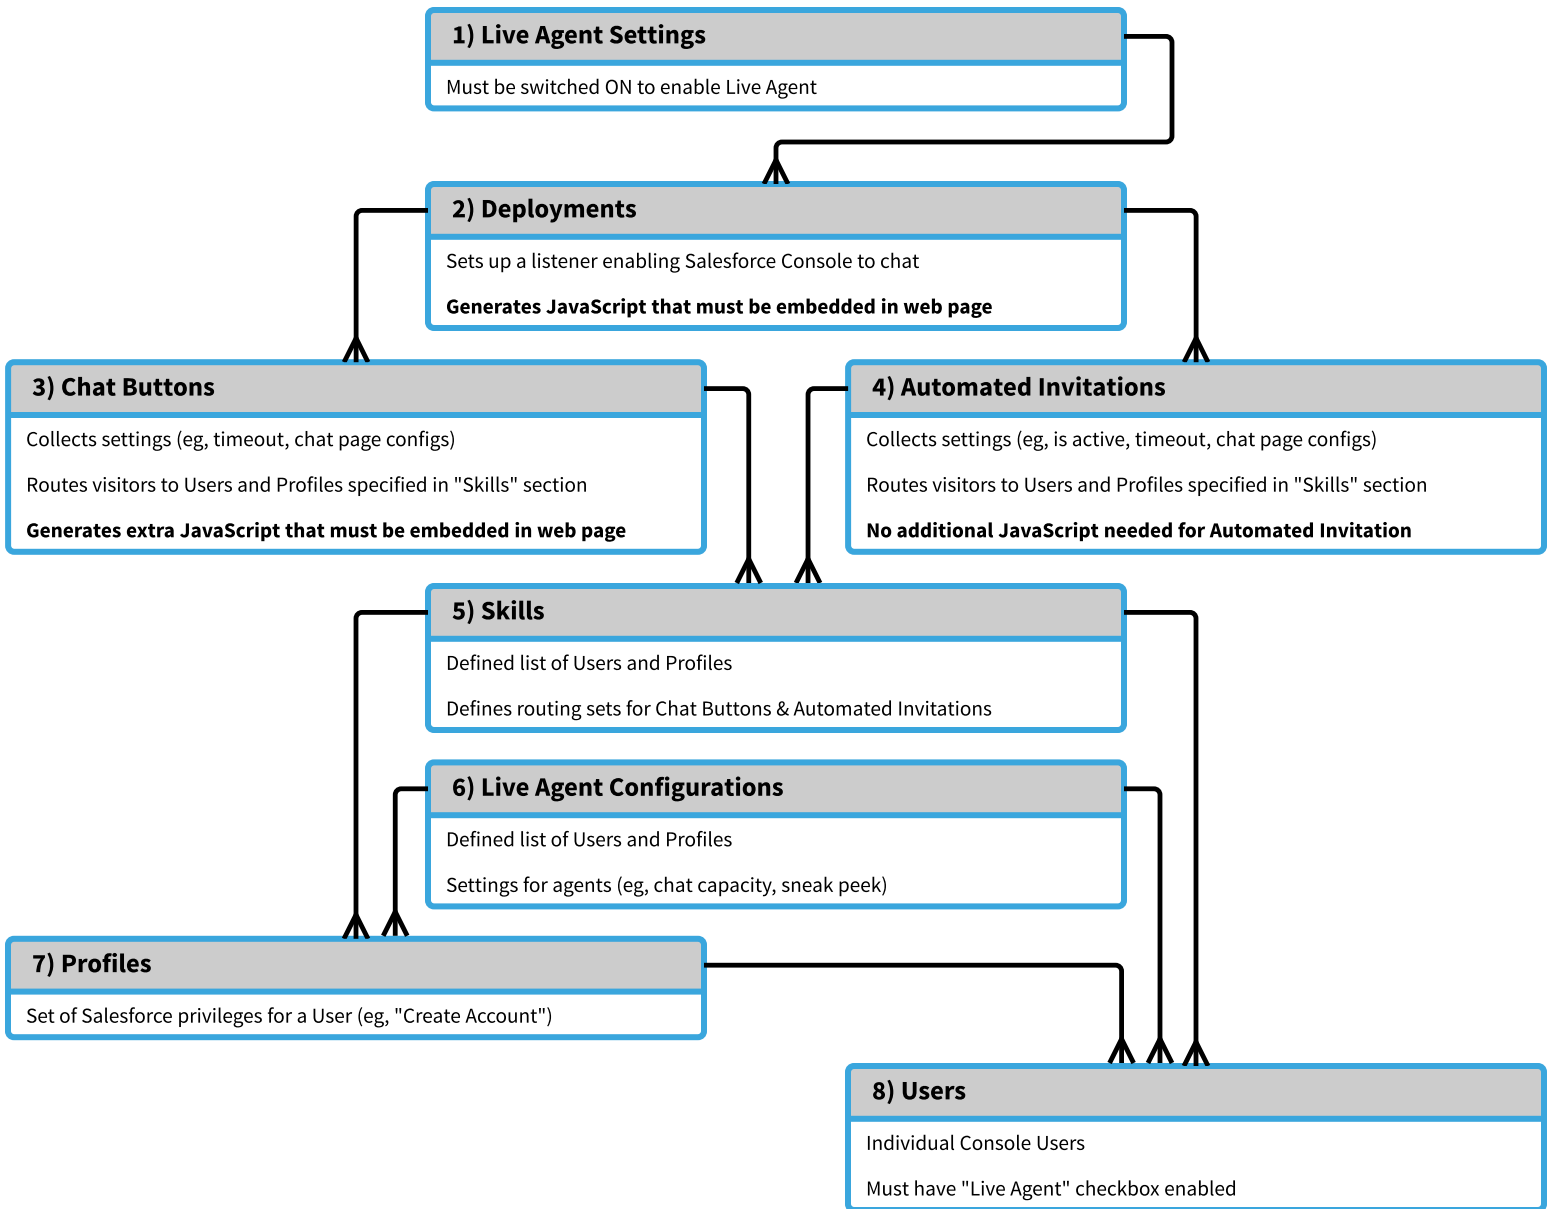 1) Live Agent Settings
Must be switched ON to enable Live Agent
2) Deployments
Sets up a listener enabling Salesforce Console to chat
Generates JavaScript that must be embedded in web page
3) Chat Buttons
Collects settings (eg, timeout, chat page configs)
Routes visitors to Users and Profiles specified in "Skills" section
Generates extra JavaScript that must be embedded in web page
4) Automated Invitations
Collects settings (eg, is active, timeout, chat page configs)
Routes visitors to Users and Profiles specified in "Skills" section
No additional JavaScript needed for Automated Invitation
5) Skills
Defined list of Users and Profiles
Defines routing sets for Chat Buttons & Automated Invitations
6) Live Agent Configurations
Defined list of Users and Profiles
Settings for agents (eg, chat capacity, sneak peek)
7) Profiles
Set of Salesforce privileges for a User (eg, "Create Account")
8) Users
Individual Console Users
Must have "Live Agent" checkbox enabled